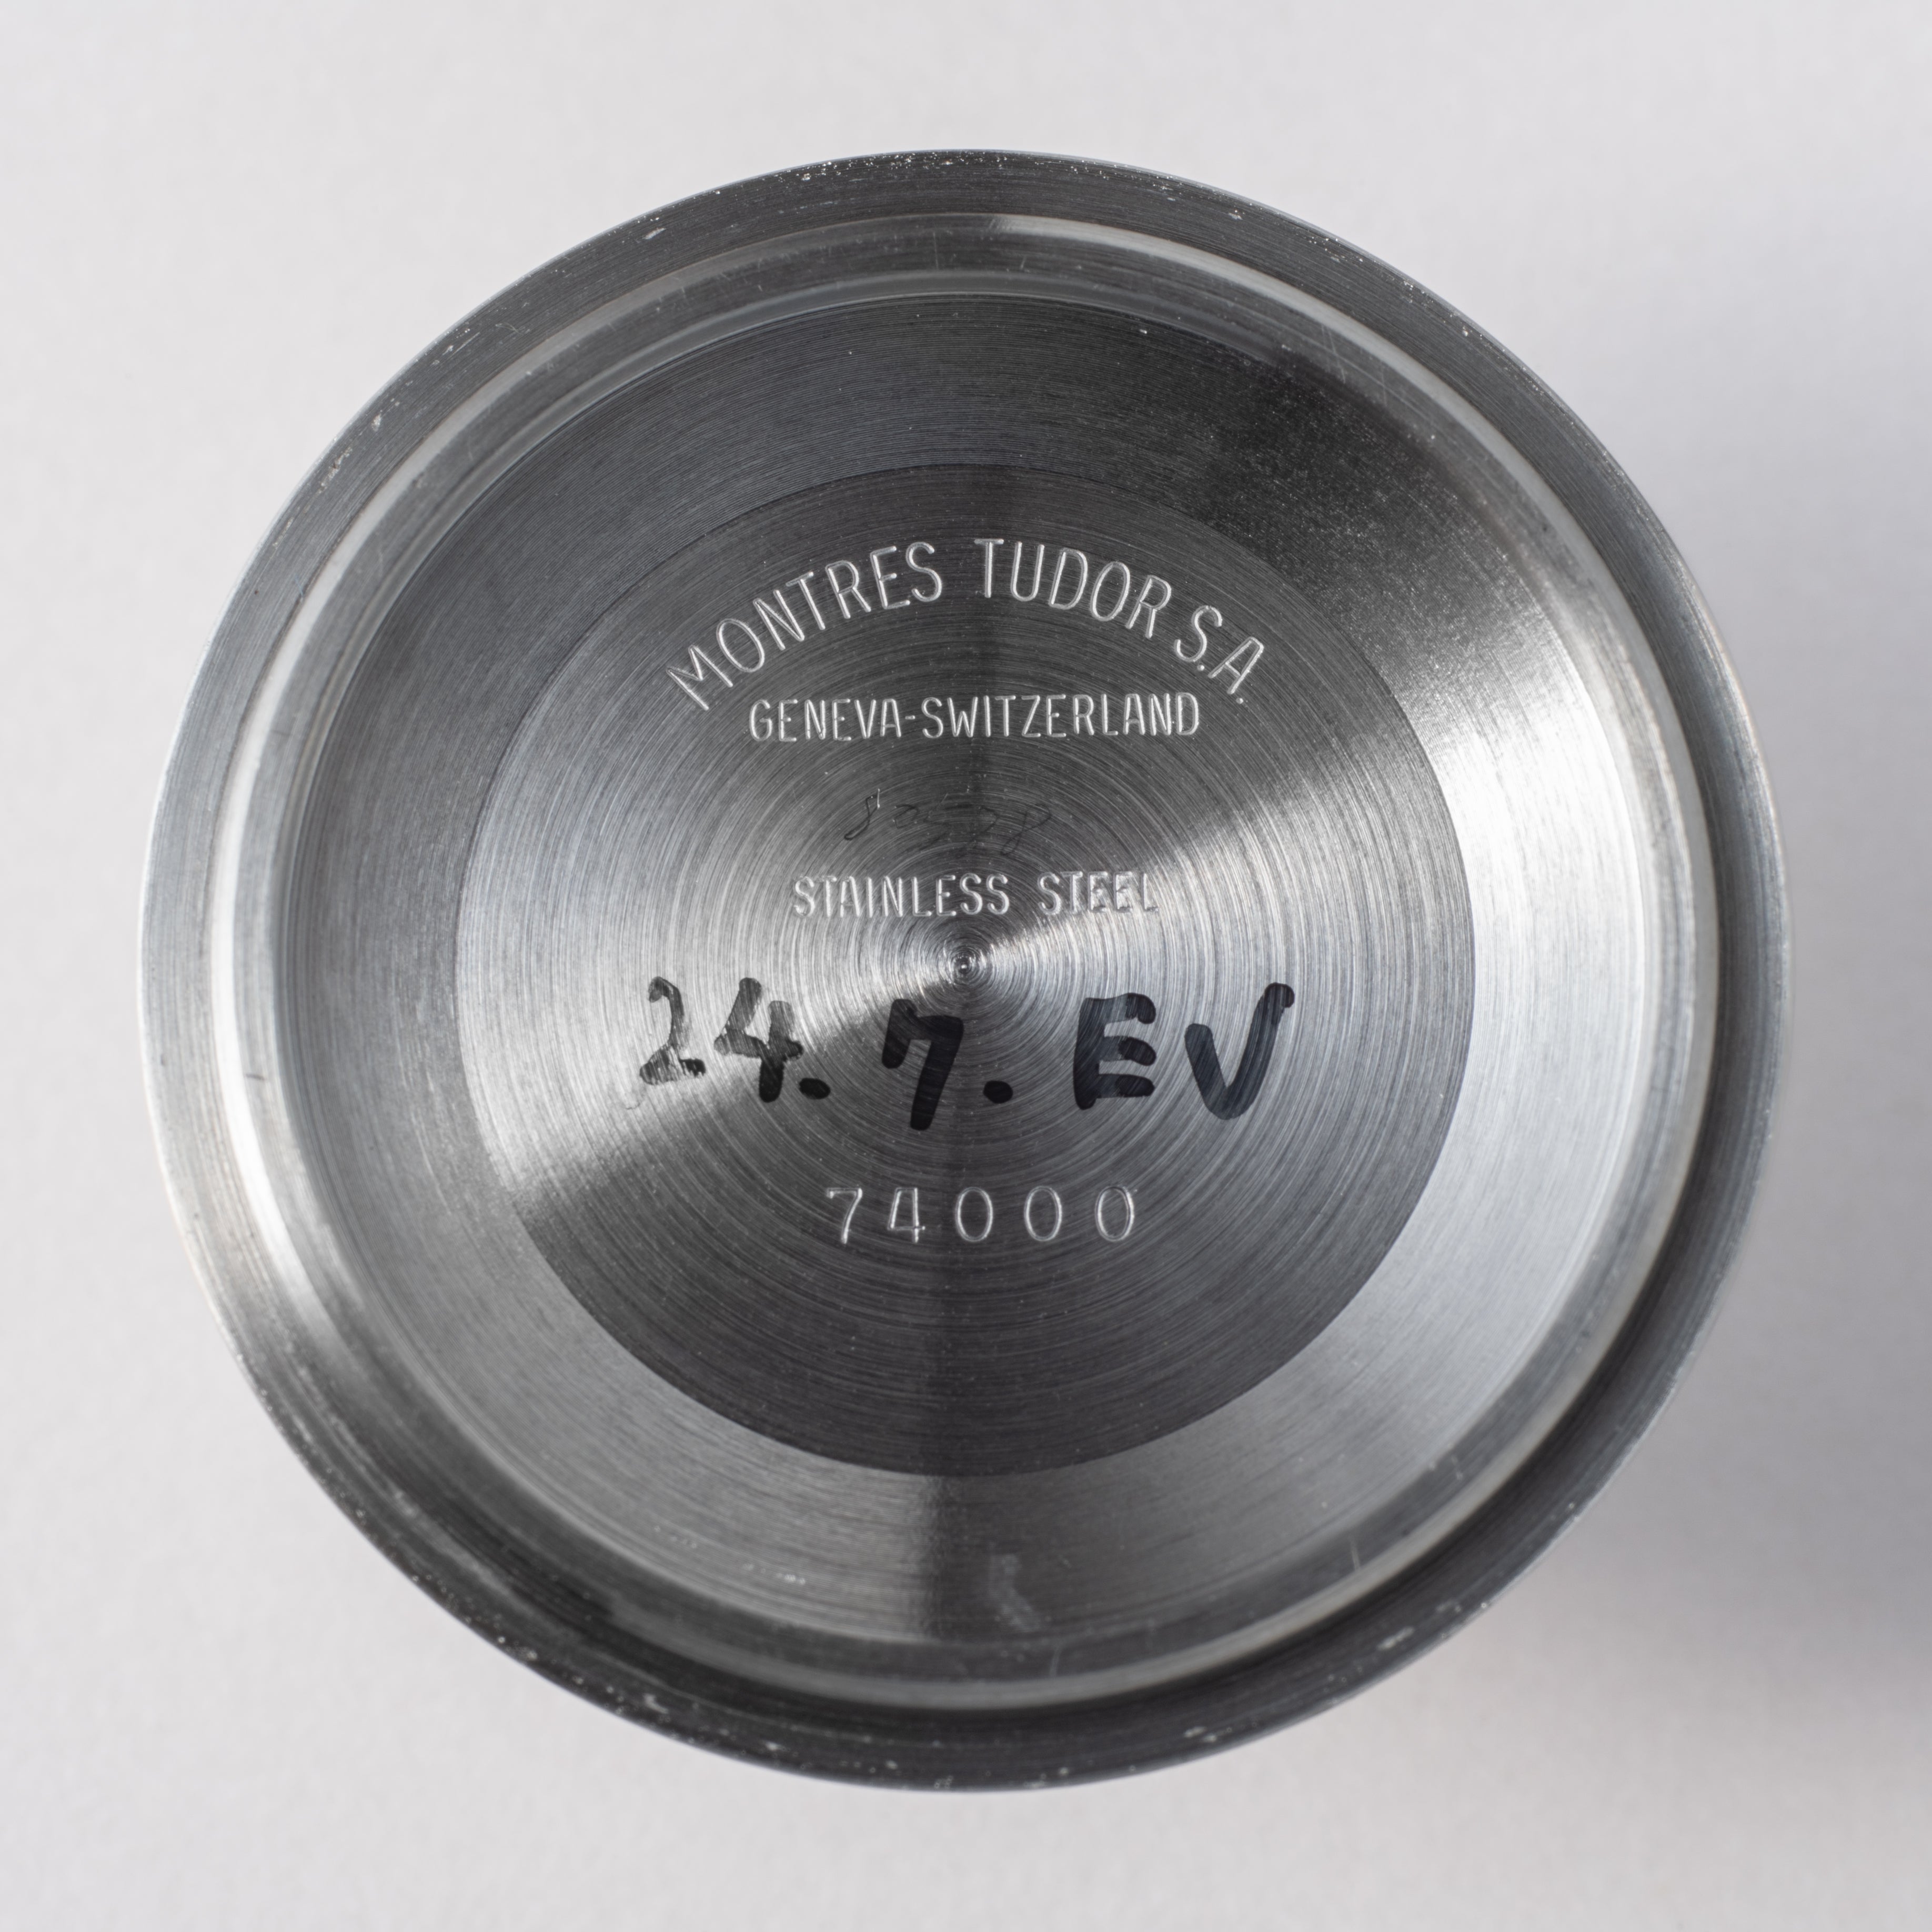 MONTRES TUDOR S.A.
GENEVA-SWITZERLAND
STAINLESS STEEL
24.7.EV
74000